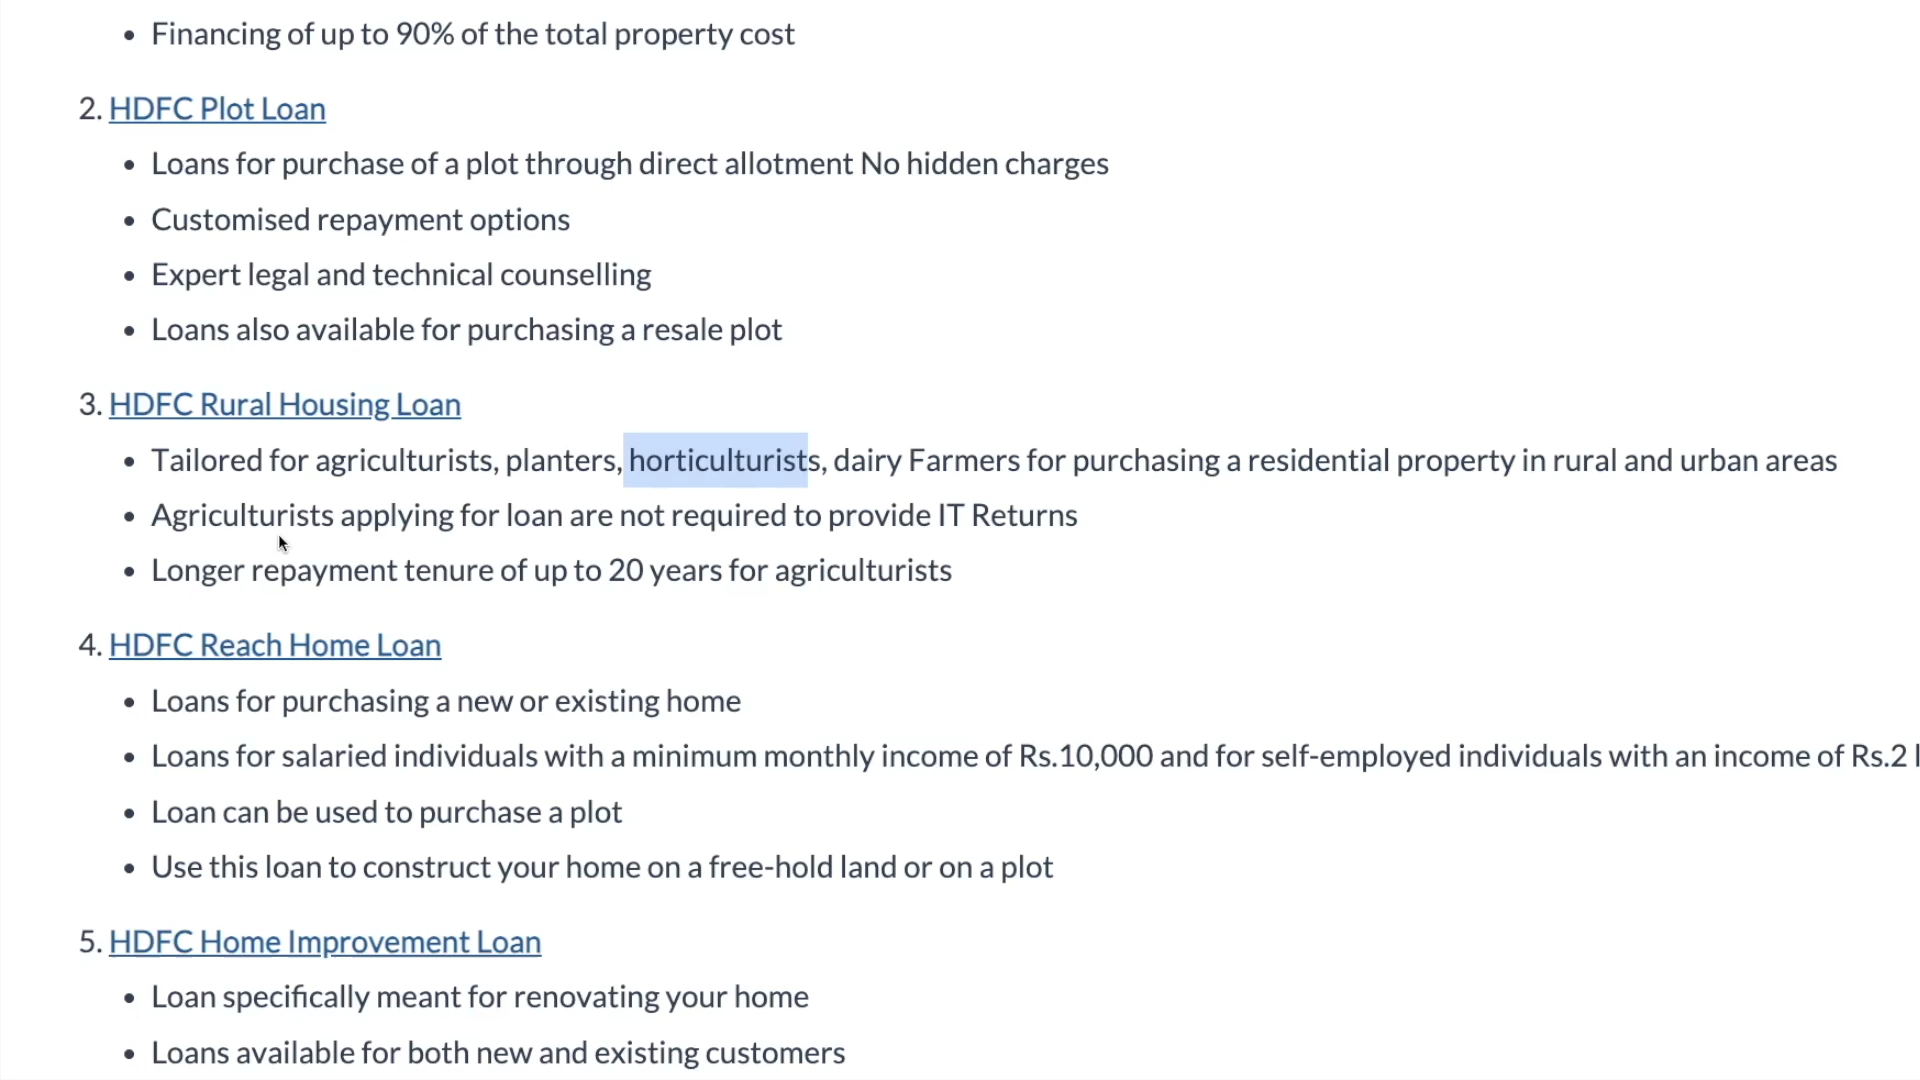 • Financing of up to 90% of the total property cost
2. HDFC Plot Loan
• Loans for purchase of a plot through direct allotment No hidden charges
• Customised repayment options
• Expert legal and technical counselling
• Loans also available for purchasing a resale plot
3. HDFC Rural Housing Loan
• Tailored for agriculturists, planters, horticulturists, dairy Farmers for purchasing a residential property in rural and urban areas
• Agriculturists applying for loan are not required to provide IT Returns
• Longer repayment tenure of up to 20 years for agriculturists
4. HDFC Reach Home Loan
• Loans for purchasing a new or existing home
• Loans for salaried individuals with a minimum monthly income of Rs.10,000 and for self-employed individuals with an income of Rs.2
• Loan can be used to purchase a plot
• Use this loan to construct your home on a free-hold land or on a plot
5. HDFC Home Improvement Loan
• Loan specifically meant for renovating your home
• Loans available for both new and existing customers